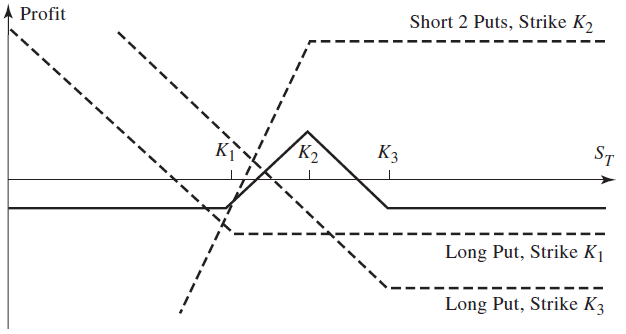 Profit
Short 2 Puts, Strike K2
K1
K2
K3
ST
Long Put, Strike K1
Long Put, Strike K3